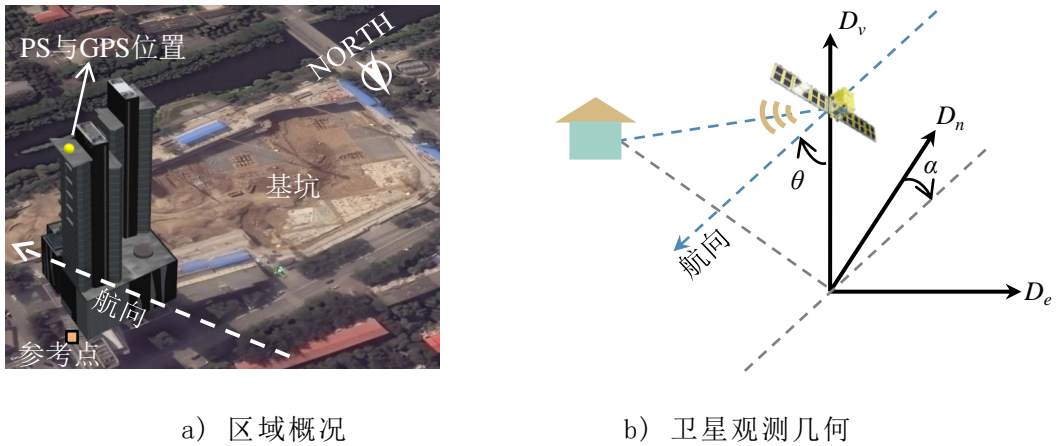 PS与GPS位置
NORTH
基坑
航向
参考点
D_v
D_n
α
θ
航向
D_e
a) 区域概况
b) 卫星观测几何